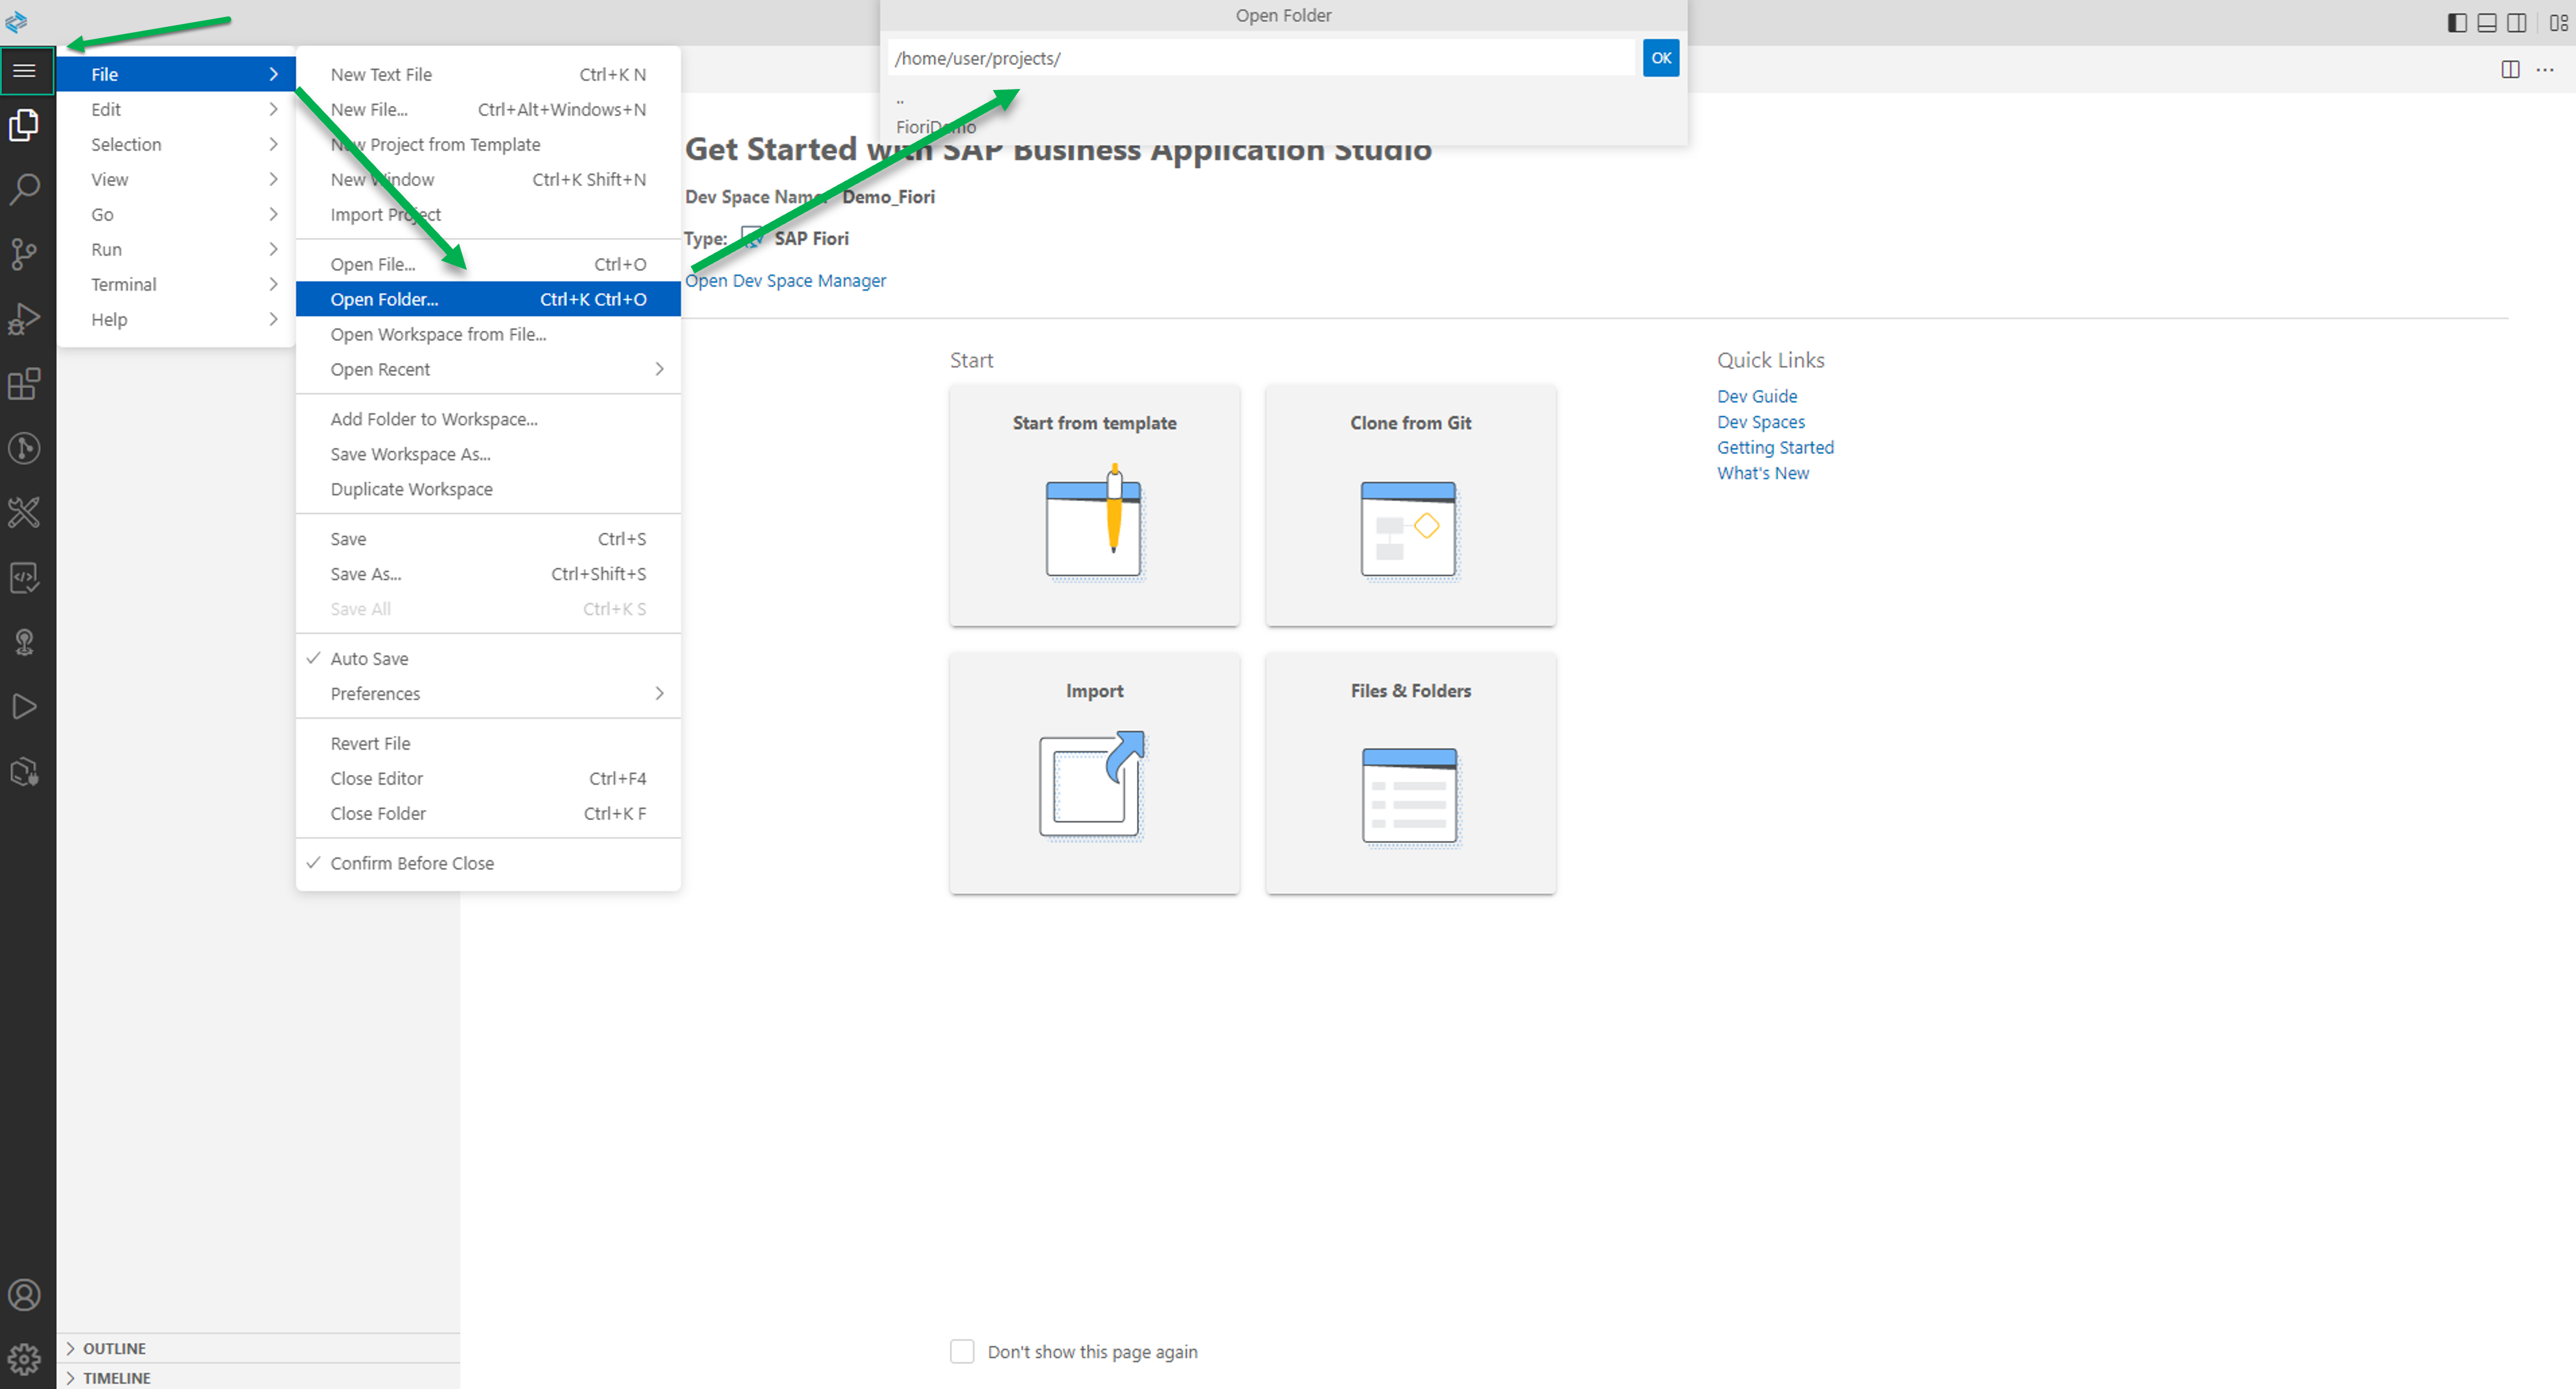 Open Folder
/home/user/projects/
OK
..
FioriDemo
File
Edit
Selection
View
Go
Run
Terminal
Help
New Text File Ctrl+K N
New File... Ctrl+Alt+Windows+N
New Project from Template
New Window Ctrl+K Shift+N
Import Project
Open File... Ctrl+O
Open Folder... Ctrl+K Ctrl+O
Open Workspace from File...
Open Recent
Add Folder to Workspace...
Save Workspace As...
Duplicate Workspace
Save Ctrl+S
Save As... Ctrl+Shift+S
Save All Ctrl+K S
Auto Save
Preferences
Revert File
Close Editor Ctrl+F4
Close Folder Ctrl+K F
Confirm Before Close
Get Started with SAP Business Application Studio
Dev Space Name: Demo_Fiori
Type: SAP Fiori
Open Dev Space Manager
Start
Start from template
Clone from Git
Import
Files & Folders
Quick Links
Dev Guide
Dev Spaces
Getting Started
What's New
Don't show this page again
OUTLINE
TIMELINE